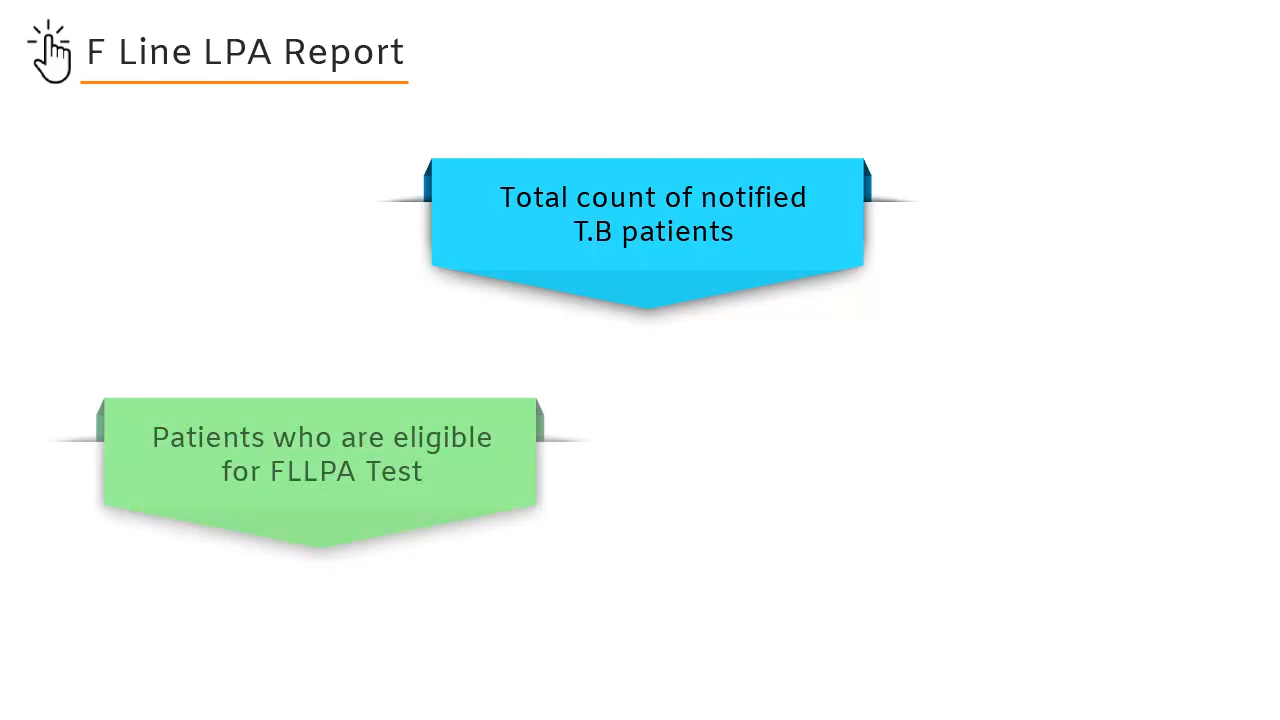 F Line LPA Report
Total count of notified
T.B patients
Patients who are eligible
for FLLPA Test